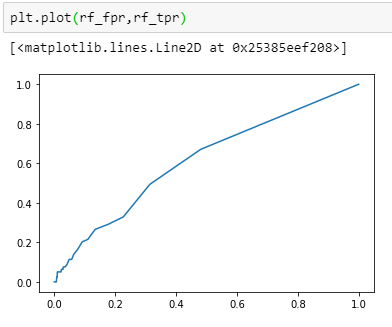 plt.plot(rf_fpr,rf_tpr)
[<matplotlib.lines.Line2D at 0x25385eef208>]
1.0
0.8
0.6
0.4
0.2
0.0
0.0 0.2 0.4 0.6 0.8 1.0